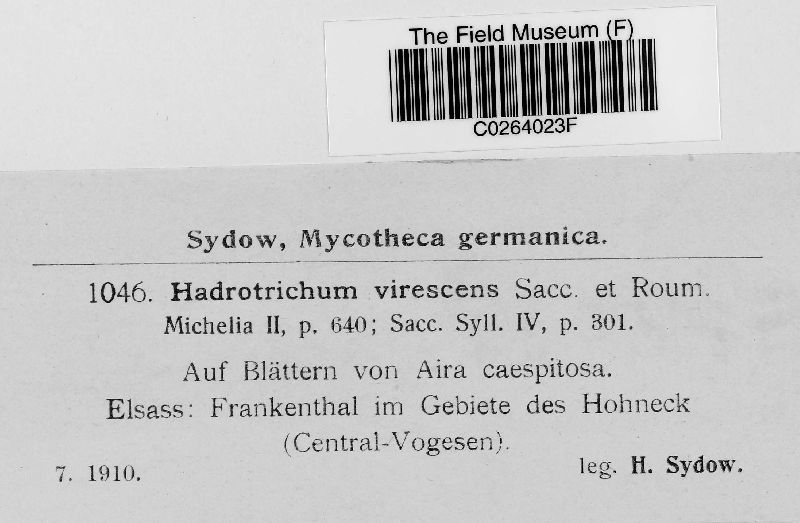 The Field Museum (F)
C0264023F
Sydow, Mycotheca germanica.
1046. Hadrotrichum virescens Sacc. et Roum.
Michelia II, p. 640; Sacc. Syll. IV, p. 301.
Auf Blättern von Aira caespitosa.
Elsass: Frankenthal im Gebiete des Hohneck
(Central-Vogesen).
7. 1910.
leg. H. Sydow.